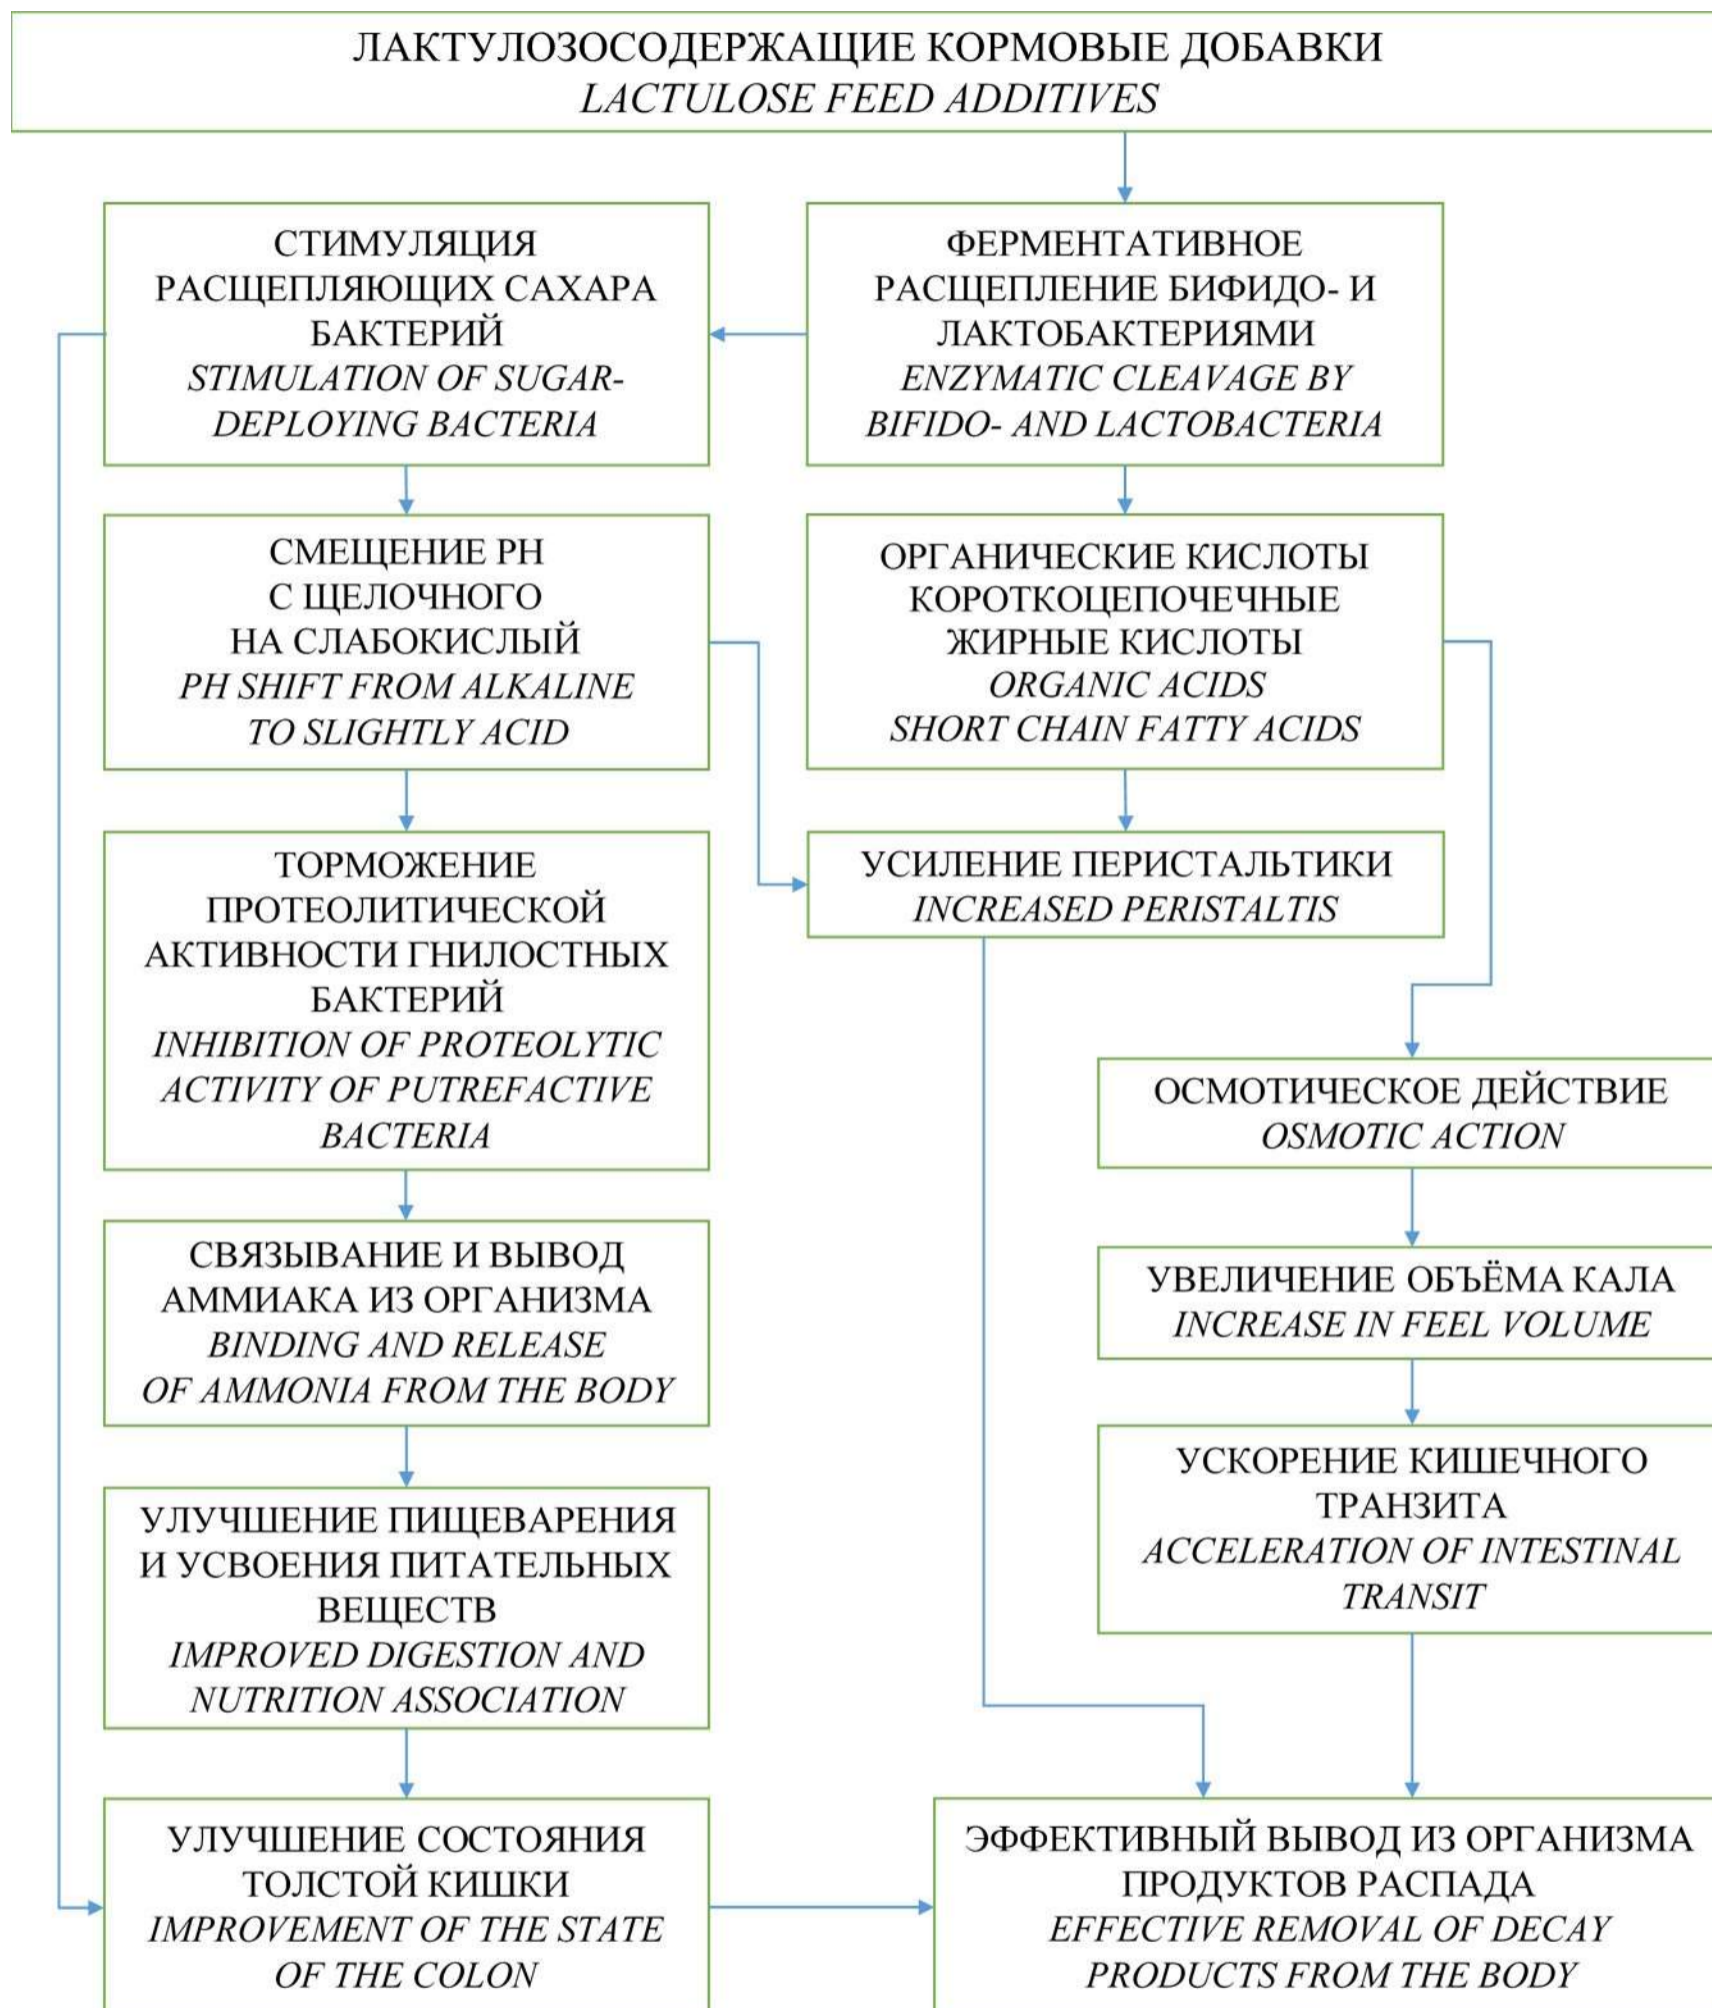 ЛАКТУЛОЗОСОДЕРЖАЩИЕ КОРМОВЫЕ ДОБАВКИ
LACTULOSE FEED ADDITIVES
СТИМУЛЯЦИЯ
РАСЩЕПЛЯЮЩИХ САХАРА
БАКТЕРИЙ
STIMULATION OF SUGAR-
DEPLOYING BACTERIA
ФЕРМЕНТАТИВНОЕ
РАСЩЕПЛЕНИЕ БИФИДО- И
ЛАКТОБАКТЕРИЯМИ
ENZYMATIC CLEAVAGE BY
BIFIDO- AND LACTOBACTERIA
СМЕЩЕНИЕ PH
С ЩЕЛОЧНОГО
НА СЛАБОКИСЛЫЙ
PH SHIFT FROM ALKALINE
TO SLIGHTLY ACID
ОРГАНИЧЕСКИЕ КИСЛОТЫ
КОРОТКОЦЕПОЧЕЧНЫЕ
ЖИРНЫЕ КИСЛОТЫ
ORGANIC ACIDS
SHORT CHAIN FATTY ACIDS
ТОРМОЖЕНИЕ
ПРОТЕОЛИТИЧЕСКОЙ
АКТИВНОСТИ ГНИЛОСТНЫХ
БАКТЕРИЙ
INHIBITION OF PROTEOLYTIC
ACTIVITY OF PUTREFACTIVE
BACTERIA
УСИЛЕНИЕ ПЕРИСТАЛЬТИКИ
INCREASED PERISTALTIS
ОСМОТИЧЕСКОЕ ДЕЙСТВИЕ
OSMOTIC ACTION
СВЯЗЫВАНИЕ И ВЫВОД
АММИАКА ИЗ ОРГАНИЗМА
BINDING AND RELEASE
OF AMMONIA FROM THE BODY
УВЕЛИЧЕНИЕ ОБЪЁМА КАЛА
INCREASE IN FEEL VOLUME
УСКОРЕНИЕ КИШЕЧНОГО
ТРАНЗИТА
ACCELERATION OF INTESTINAL
TRANSIT
УЛУЧШЕНИЕ ПИЩЕВАРЕНИЯ
И УСВОЕНИЯ ПИТАТЕЛЬНЫХ
ВЕЩЕСТВ
IMPROVED DIGESTION AND
NUTRITION ASSOCIATION
УЛУЧШЕНИЕ СОСТОЯНИЯ
ТОЛСТОЙ КИШКИ
IMPROVEMENT OF THE STATE
OF THE COLON
ЭФФЕКТИВНЫЙ ВЫВОД ИЗ ОРГАНИЗМА
ПРОДУКТОВ РАСПАДА
EFFECTIVE REMOVAL OF DECAY
PRODUCTS FROM THE BODY